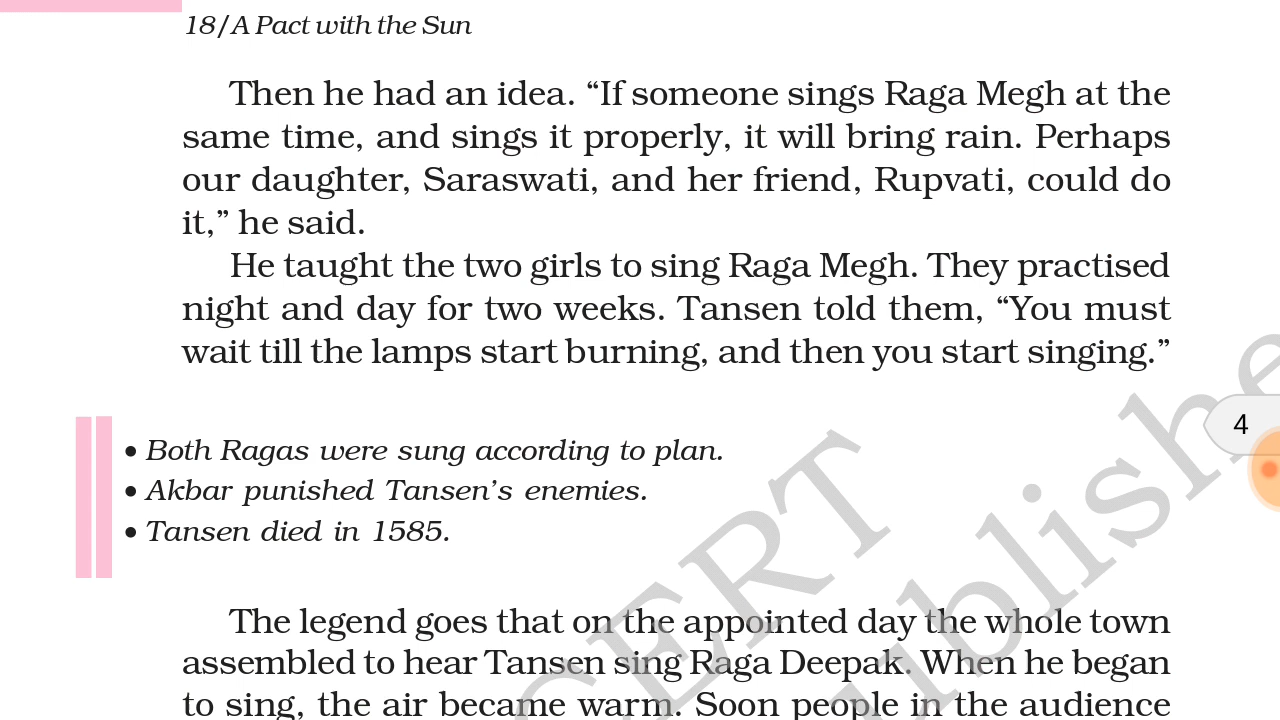 18/A Pact with the Sun
Then he had an idea. “If someone sings Raga Megh at the
same time, and sings it properly, it will bring rain. Perhaps
our daughter, Saraswati, and her friend, Rupvati, could do
it,” he said.
He taught the two girls to sing Raga Megh. They practised
night and day for two weeks. Tansen told them, “You must
wait till the lamps start burning, and then you start singing.”
4
• Both Ragas were sung according to plan.
• Akbar punished Tansen’s enemies.
• Tansen died in 1585.
The legend goes that on the appointed day the whole town
assembled to hear Tansen sing Raga Deepak. When he began
to sing, the air became warm. Soon people in the audience